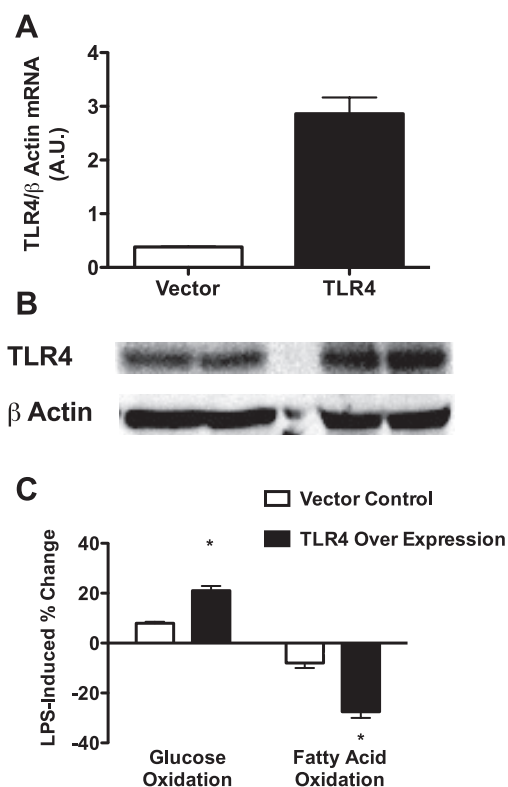 A
TLR4/β Actin mRNA
(A.U.)
4
3
2
1
0
Vector
TLR4
B
TLR4
β Actin
C
Vector Control
TLR4 Over Expression
LPS-Induced % Change
40
20
0
-20
-40
*
*
Glucose
Oxidation
Fatty Acid
Oxidation